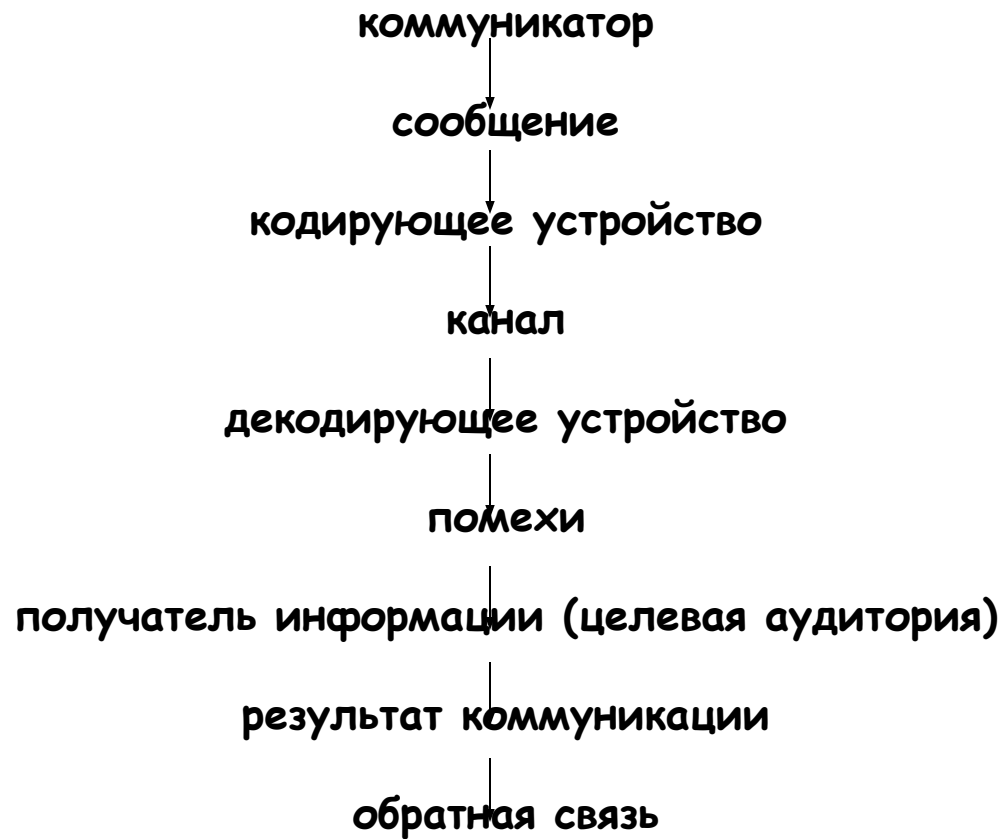 коммуникатор
сообщение
кодирующее устройство
канал
декодирующее устройство
помехи
получатель информации (целевая аудитория)
результат коммуникации
обратная связь